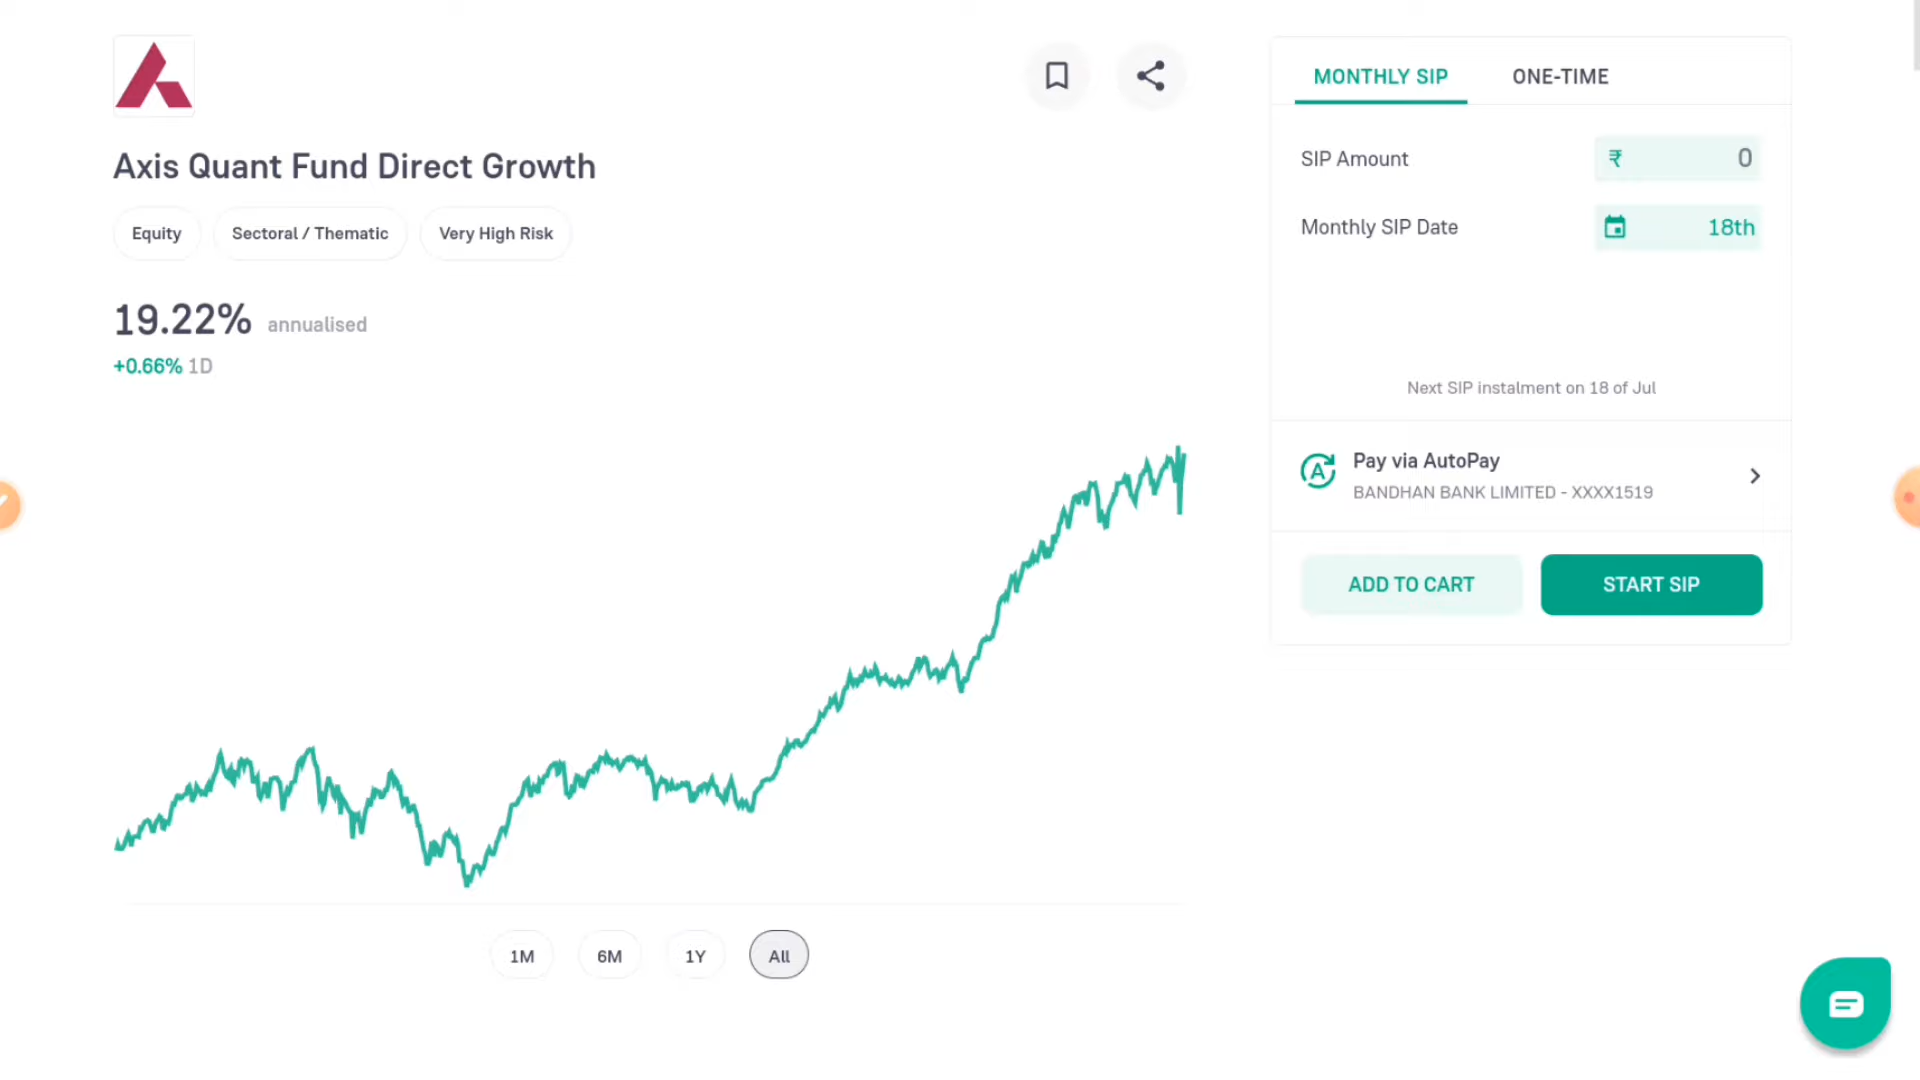 Axis Quant Fund Direct Growth
Equity
Sectoral / Thematic
Very High Risk
19.22% annualised
+0.66% 1D
1M
6M
1Y
All
MONTHLY SIP
ONE-TIME
SIP Amount
₹ 0
Monthly SIP Date
18th
Next SIP instalment on 18 of Jul
Pay via AutoPay
BANDHAN BANK LIMITED - XXXX1519
ADD TO CART
START SIP